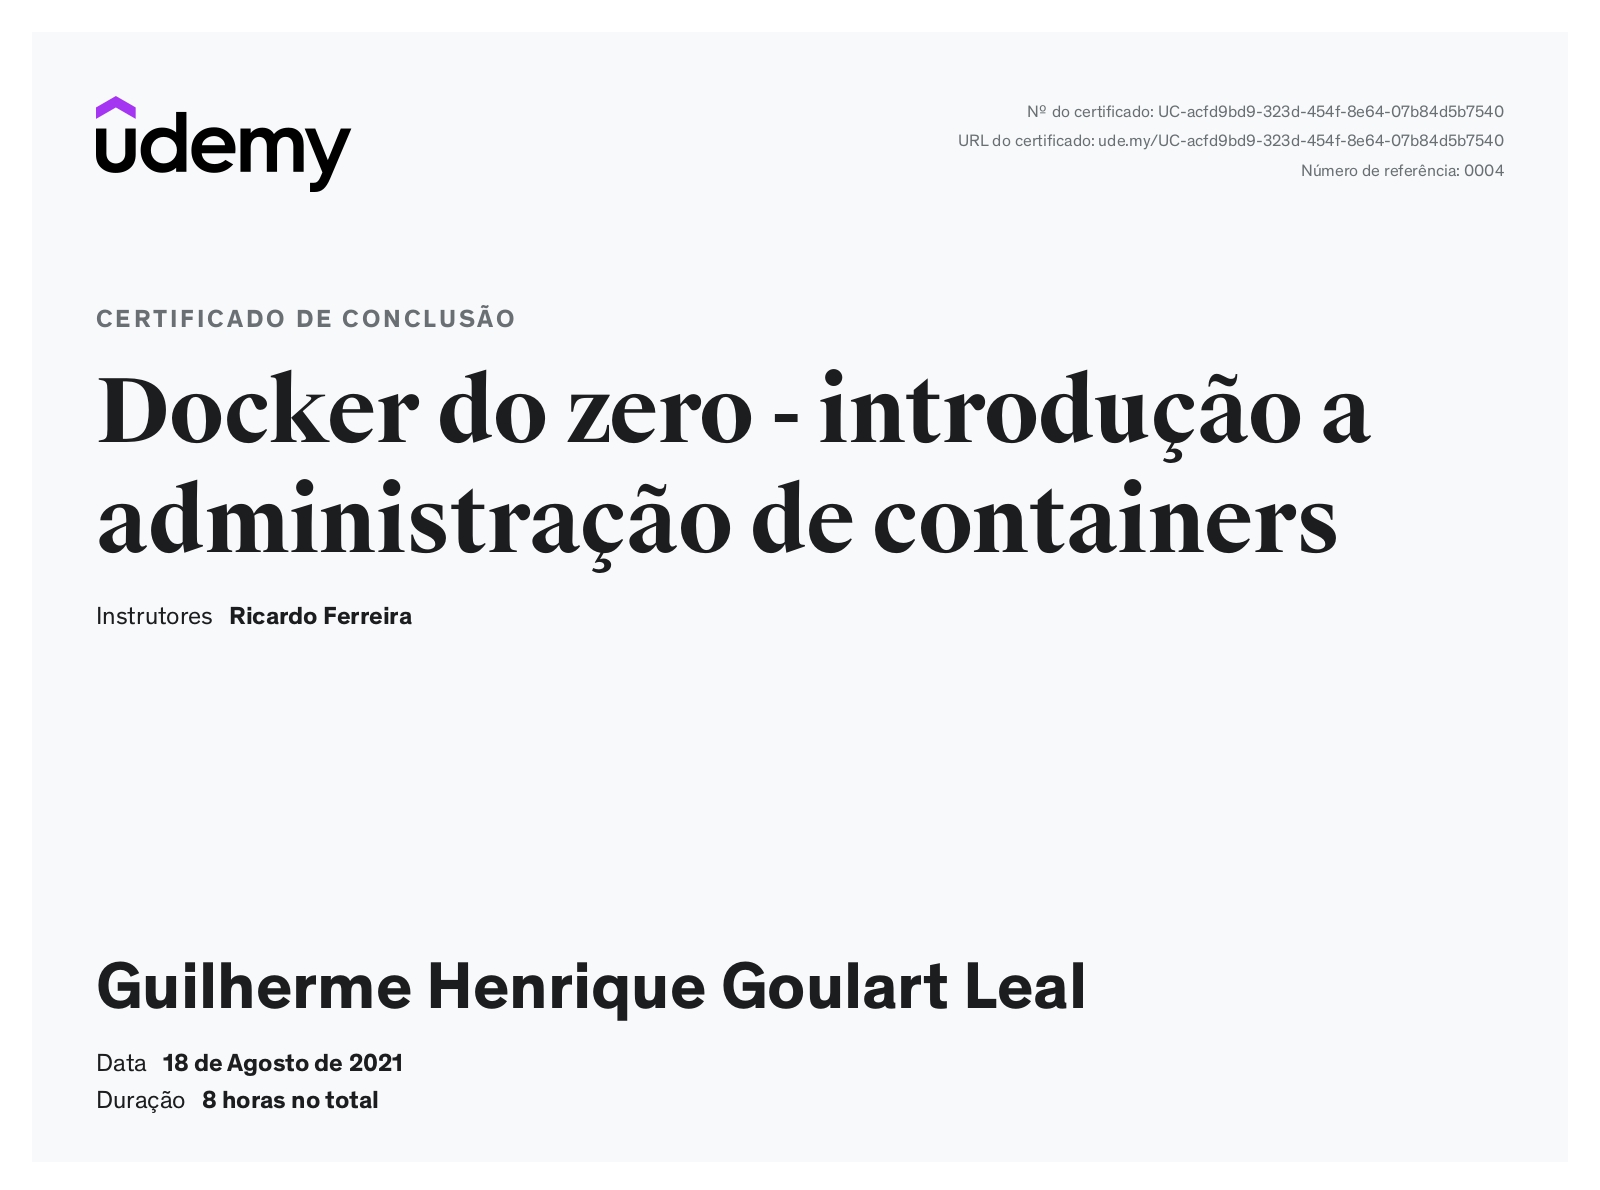 udemy
Nº do certificado: UC-acfd9bd9-323d-454f-8e64-07b84d5b7540
URL do certificado: ude.my/UC-acfd9bd9-323d-454f-8e64-07b84d5b7540
Número de referência: 0004
CERTIFICADO DE CONCLUSÃO
Docker do zero - introdução a
administração de containers
Instrutores Ricardo Ferreira
Guilherme Henrique Goulart Leal
Data 18 de Agosto de 2021
Duração 8 horas no total